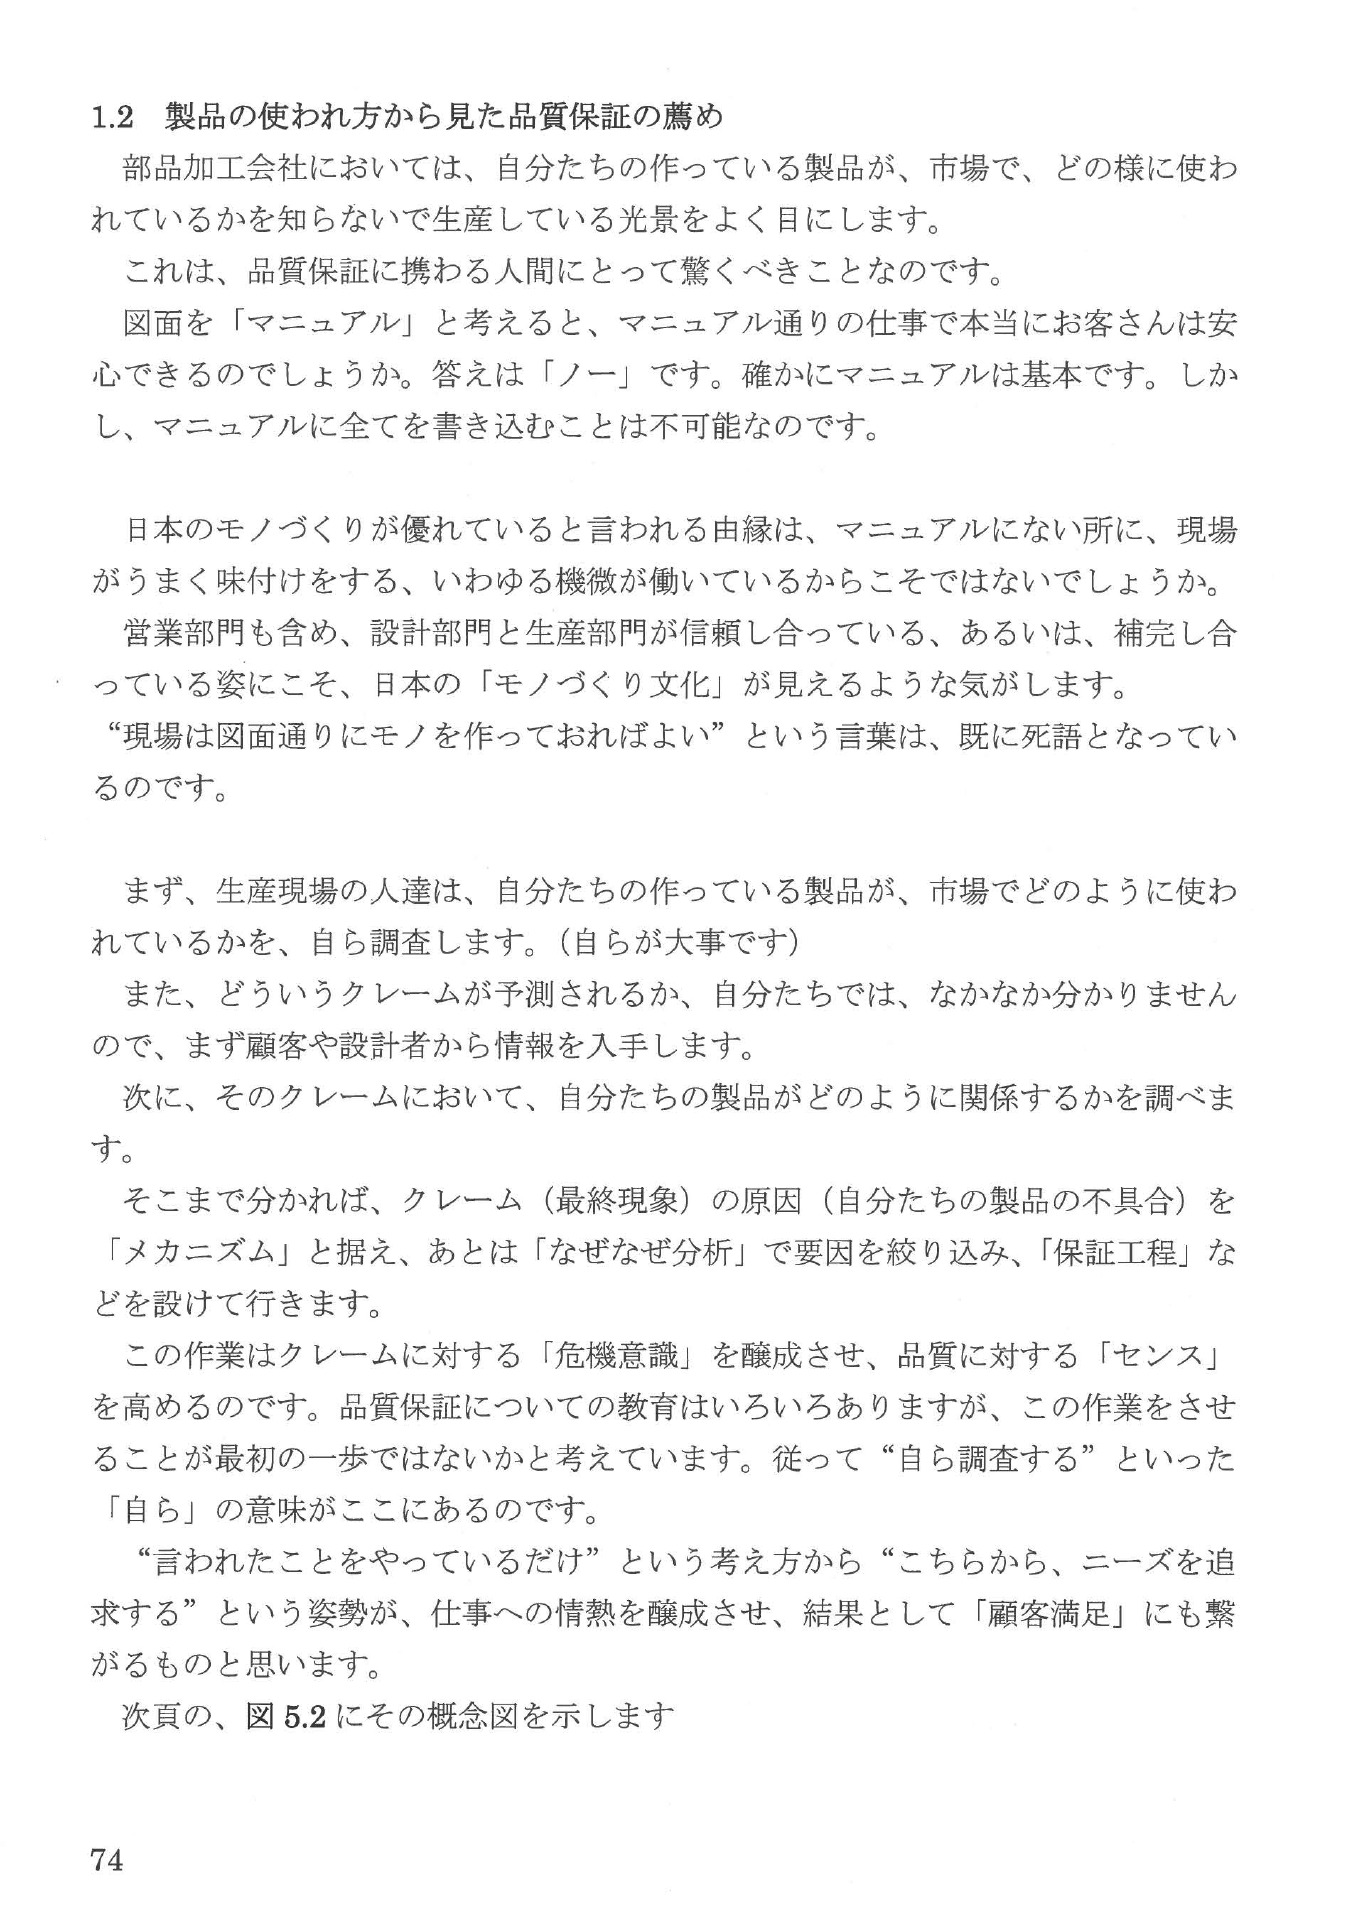 1.2　製品の使われ方から見た品質保証の薦め
　部品加工会社においては、自分たちの作っている製品が、市場で、どの様に使わ
れているかを知らないで生産している光景をよく目にします。
　これは、品質保証に携わる人間にとって驚くべきことなのです。
　図面を「マニュアル」と考えると、マニュアル通りの仕事で本当にお客さんは安
心できるのでしょうか。答えは「ノー」です。確かにマニュアルは基本です。しか
し、マニュアルに全てを書き込むことは不可能なのです。

　日本のモノづくりが優れていると言われる由縁は、マニュアルにない所に、現場
がうまく味付けをする、いわゆる機微が働いているからこそではないでしょうか。
　営業部門も含め、設計部門と生産部門が信頼し合っている、あるいは、補完し合
っている姿にこそ、日本の「モノづくり文化」が見えるような気がします。
“現場は図面通りにモノを作っておればよい”という言葉は、既に死語となってい
るのです。

　まず、生産現場の人達は、自分たちの作っている製品が、市場でどのように使わ
れているかを、自ら調査します。（自らが大事です）
　また、どういうクレームが予測されるか、自分たちでは、なかなか分かりません
ので、まず顧客や設計者から情報を入手します。
　次に、そのクレームにおいて、自分たちの製品がどのように関係するかを調べま
す。
　そこまで分かれば、クレーム（最終現象）の原因（自分たちの製品の不具合）を
「メカニズム」と据え、あとは「なぜなぜ分析」で要因を絞り込み、「保証工程」な
どを設けて行きます。
　この作業はクレームに対する「危機意識」を醸成させ、品質に対する「センス」
を高めるのです。品質保証についての教育はいろいろありますが、この作業をさせ
ることが最初の一歩ではないかと考えています。従って“自ら調査する”といった
「自ら」の意味がここにあるのです。
　“言われたことをやっているだけ”という考え方から“こちらから、ニーズを追
求する”という姿勢が、仕事への情熱を醸成させ、結果として「顧客満足」にも繋
がるものと思います。
　次頁の、図 5.2 にその概念図を示します
74